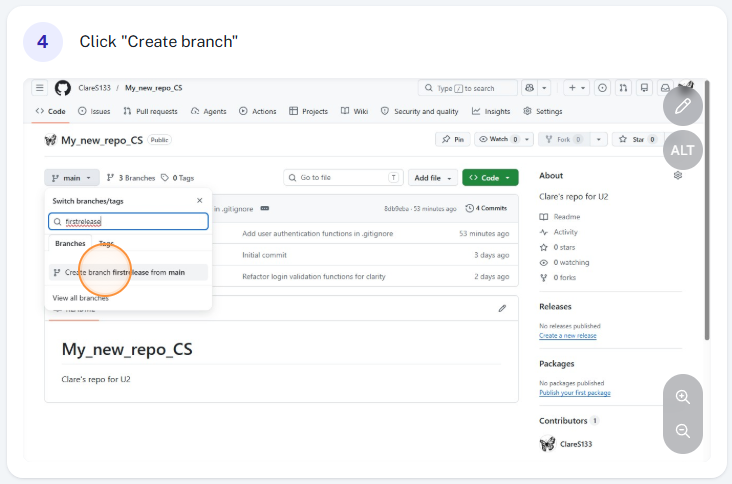 4 Click "Create branch"
ClareS133 / My_new_repo_CS
Type / to search
Code Issues Pull requests Agents Actions Projects Wiki Security and quality Insights Settings
My_new_repo_CS Public
Pin Watch 0 Fork 0 Star 0
ALT
main 3 Branches 0 Tags
Go to file T Add file Code
About
Switch branches/tags
firstrelease
Branches Tags
Create branch firstrelease from main
View all branches
in .gitignore 8db9eba · 53 minutes ago 4 Commits
Add user authentication functions in .gitignore 53 minutes ago
Initial commit 3 days ago
Refactor login validation functions for clarity 2 days ago
README
My_new_repo_CS
Clare's repo for U2
Clare's repo for U2
Readme
Activity
0 stars
0 watching
0 forks
Releases
No releases published
Create a new release
Packages
No packages published
Publish your first package
Contributors 1
ClareS133